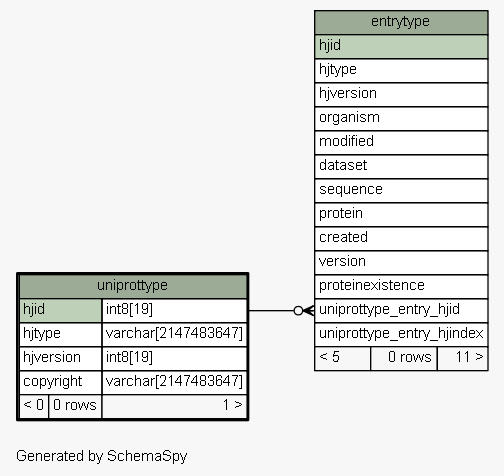 entrytype
hjid
hjtype
hjversion
organism
modified
dataset
sequence
protein
created
version
proteinexistence
uniprottype_entry_hjid
uniprottype_entry_hjindex
< 5 0 rows 11 >
uniprottype
hjid int8[19]
hjtype varchar[2147483647]
hjversion int8[19]
copyright varchar[2147483647]
< 0 0 rows 1 >
Generated by SchemaSpy